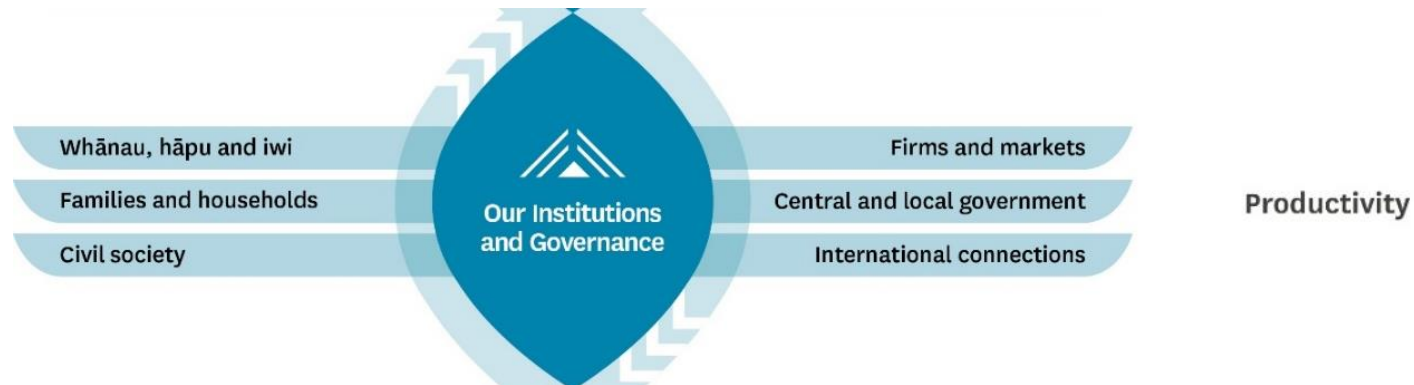 Whānau, hāpu and iwi
Families and households
Civil society
Our Institutions
and Governance
Firms and markets
Central and local government
International connections
Productivity